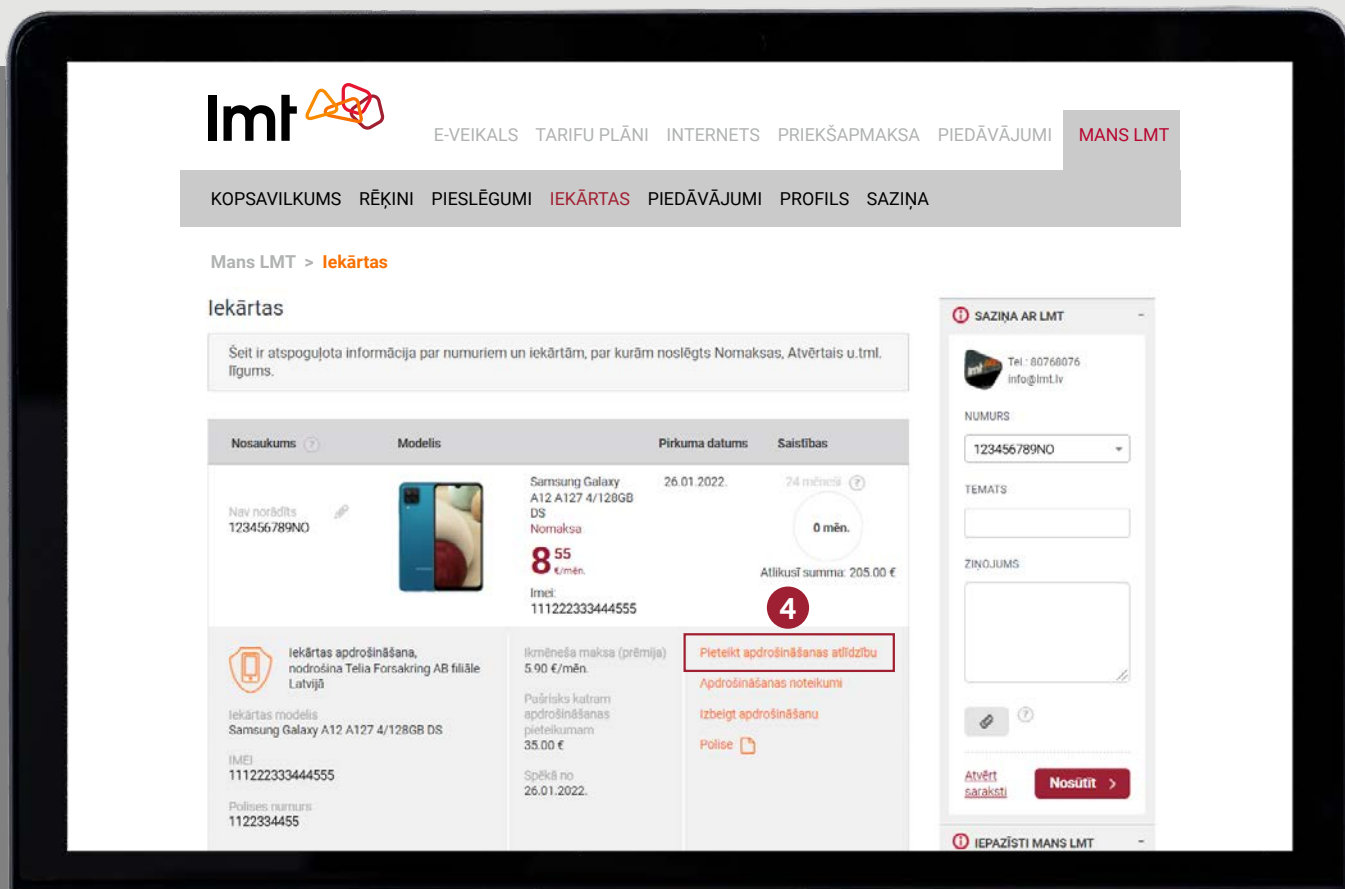 lmt
E-VEIKALS TARIFU PLĀNI INTERNETS PRIEKŠAPMAKSA PIEDĀVĀJUMI MANS LMT
KOPSAVILKUMS RĒĶINI PIESLĒGUMI IEKĀRTAS PIEDĀVĀJUMI PROFILS SAZIŅA
Mans LMT > Iekārtas
Iekārtas
Šeit ir atspoguļota informācija par numuriem un iekārtām, par kurām noslēgts Nomaksas, Atvērtais u.tml.
līgums.
Nosaukums ? Modelis Pirkuma datums Saistības
Nav norādīts
123456789NO
Samsung Galaxy
A12 A127 4/128GB
DS
Nomaksa
8 55
€/mēn.
Imei:
111222333444555
26.01.2022.
24 mēneši ?
0 mēn.
Atlikusī summa: 205.00 €
4
Iekārtas apdrošināšana,
nodrošina Telia Forsakring AB filiāle
Latvijā
Iekārtas modelis
Samsung Galaxy A12 A127 4/128GB DS
IMEI
111222333444555
Polises numurs
1122334455
Ikmēneša maksa (prēmija)
5.90 €/mēn.
Pašrisks katram
apdrošināšanas
pieteikumam
35.00 €
Spēkā no
26.01.2022.
Pieteikt apdrošināšanas atlīdzību
Apdrošināšanas noteikumi
Izbeigt apdrošināšanu
Polise
SAZIŅA AR LMT -
lmt
Tel.: 80768076
info@lmt.lv
NUMURS
123456789NO
TEMATS
ZIŅOJUMS
?
Atvērt
saraksti
Nosūtīt >
IEPAZĪSTI MANS LMT -